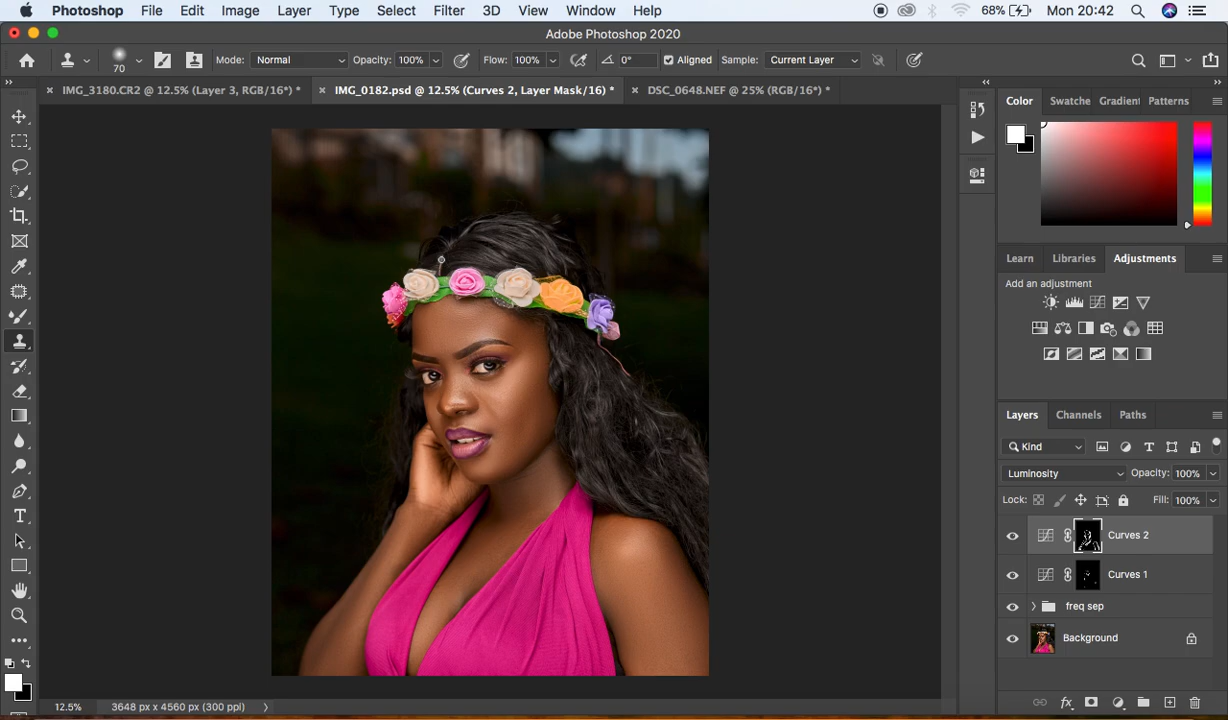 Photoshop File Edit Image Layer Type Select Filter 3D View Window Help 68% Mon 20:42
Adobe Photoshop 2020
70 Mode: Normal Opacity: 100% Flow: 100% 0° Aligned Sample: Current Layer
IMG_3180.CR2 @ 12.5% (Layer 3, RGB/16*) * IMG_0182.psd @ 12.5% (Curves 2, Layer Mask/16) * DSC_0648.NEF @ 25% (RGB/16*) *
Color Swatche Gradient Patterns
Learn Libraries Adjustments
Add an adjustment
Layers Channels Paths
Kind
Luminosity Opacity: 100%
Lock: Fill: 100%
Curves 2
Curves 1
freq sep
Background
12.5% 3648 px x 4560 px (300 ppi)